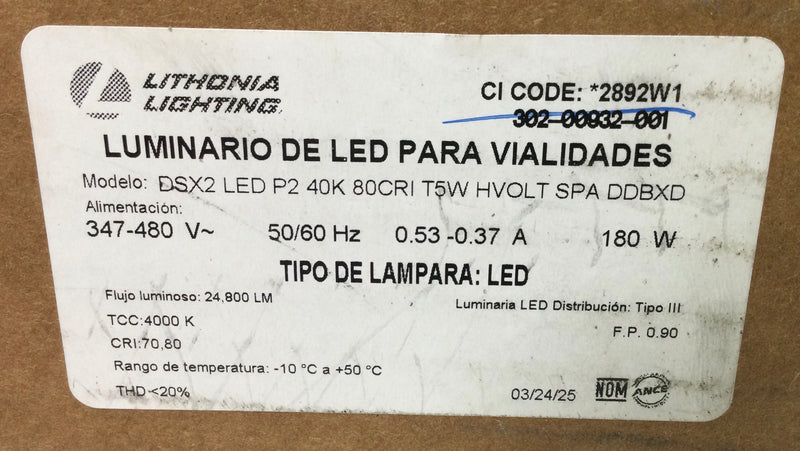 LITHONIA
LIGHTING
CI CODE: *2892W1
302-00932-001
LUMINARIO DE LED PARA VIALIDADES
Modelo: DSX2 LED P2 40K 80CRI T5W HVOLT SPA DDBXD
Alimentación:
347-480 V~ 50/60 Hz 0.53 -0.37 A 180 W
TIPO DE LAMPARA: LED
Flujo luminoso: 24,800 LM
Luminaria LED Distribución: Tipo III
TCC:4000 K
F.P. 0.90
CRI:70,80
Rango de temperatura: -10 °C a +50 °C
THD <20%
03/24/25 NOM ANCE